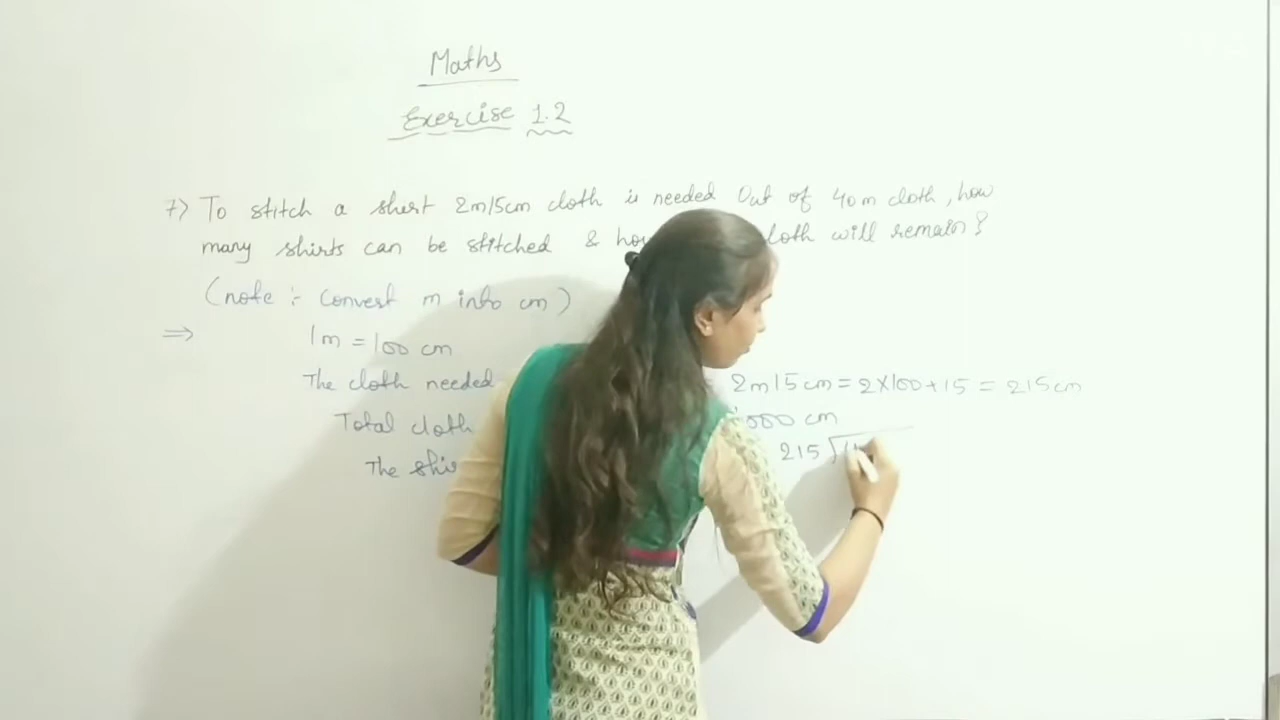 Maths
Exercise 1.2
7) To stitch a shirt 2m15cm cloth is needed Out of 40m cloth, how
many shirts can be stitched & cloth will remain?
(note :- Convert m into cm)
⇒ 1m = 100 cm
The cloth needed 2m15cm = 2×100+15 = 215cm
Total cloth 000 cm
The 215